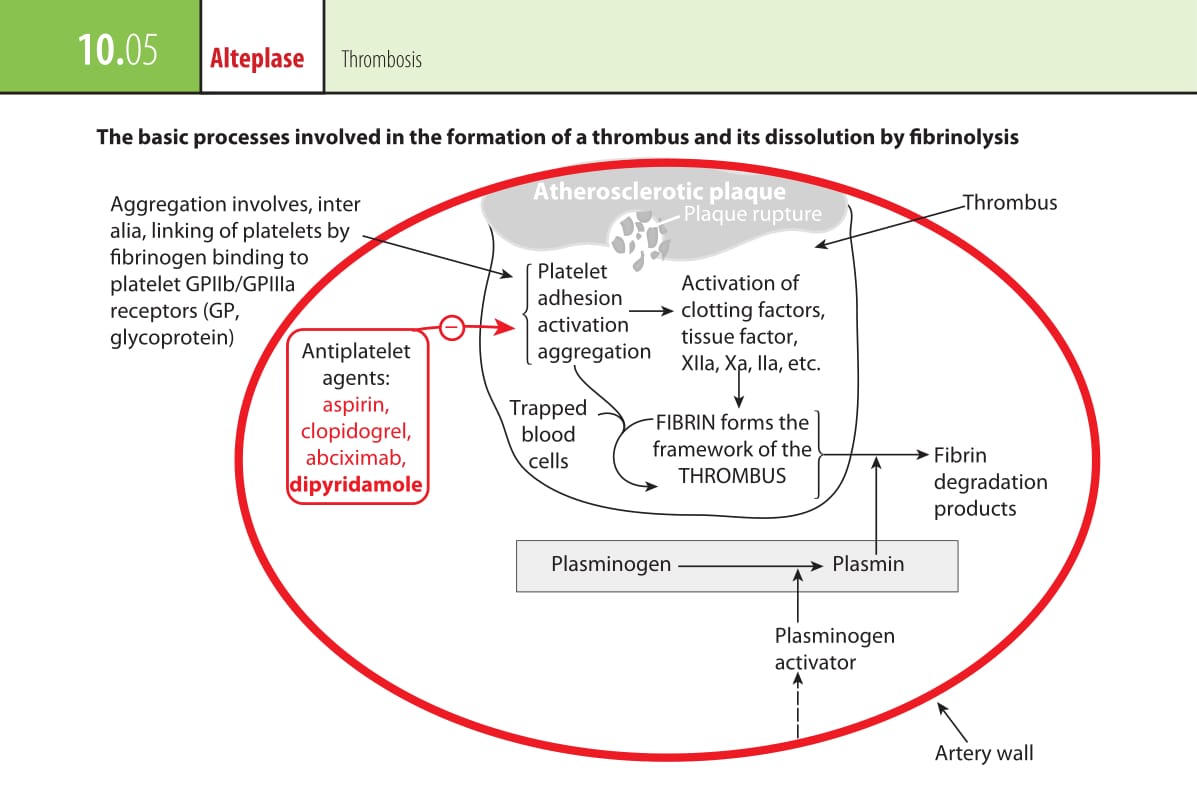 10.05
Alteplase
Thrombosis
The basic processes involved in the formation of a thrombus and its dissolution by fibrinolysis
Aggregation involves, inter
alia, linking of platelets by
fibrinogen binding to
platelet GPIIb/GPIIIa
receptors (GP,
glycoprotein)
Atherosclerotic plaque
Plaque rupture
Thrombus
Platelet
adhesion
activation
aggregation
Activation of
clotting factors,
tissue factor,
XIIa, Xa, IIa, etc.
−
Antiplatelet
agents:
aspirin,
clopidogrel,
abciximab,
dipyridamole
Trapped
blood
cells
FIBRIN forms the
framework of the
THROMBUS
Fibrin
degradation
products
Plasminogen
Plasmin
Plasminogen
activator
Artery wall